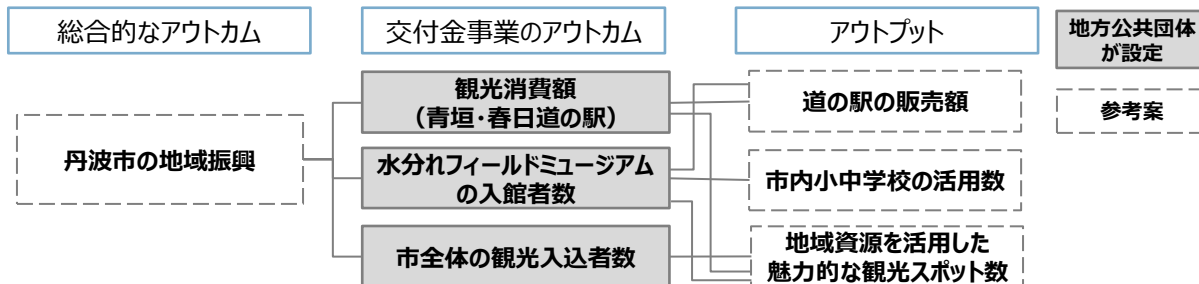 総合的なアウトカム
交付金事業のアウトカム
アウトプット
地方公共団体
が設定
参考案
丹波市の地域振興
観光消費額
（青垣・春日道の駅）
水分れフィールドミュージアム
の入館者数
市全体の観光入込者数
道の駅の販売額
市内小中学校の活用数
地域資源を活用した
魅力的な観光スポット数